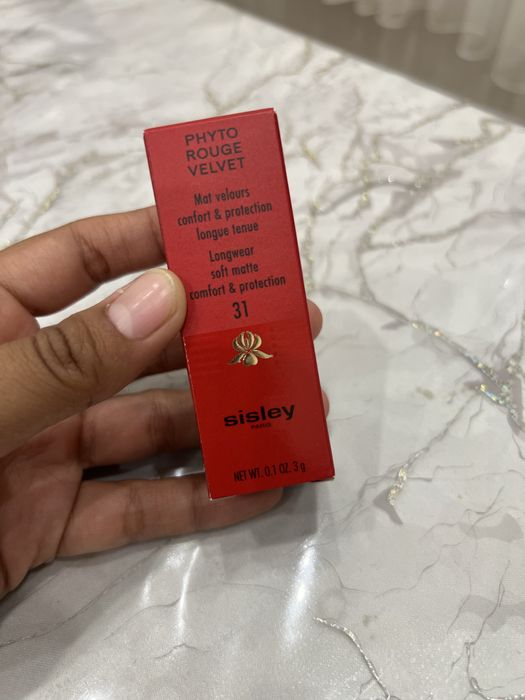 PHYTO
ROUGE
VELVET
Mat velours
confort & protection
longue tenue
Longwear
soft matte
comfort & protection
31
sisley
PARIS
NET WT. 0.1 OZ. 3 g